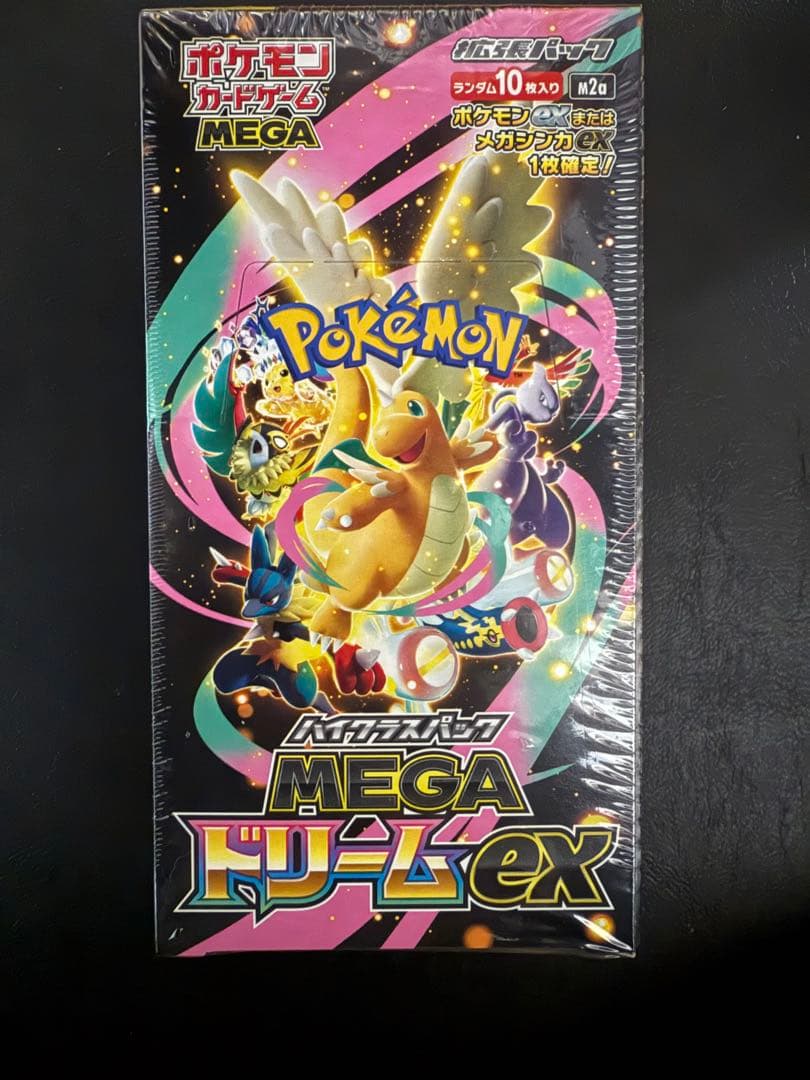 ポケモン
カードゲーム™
MEGA
拡張パック
ランダム10枚入り
M2a
ポケモンexまたは
メガシンカex
1枚確定!
POKéMON
™
ハイクラスパック
MEGA
ドリームex